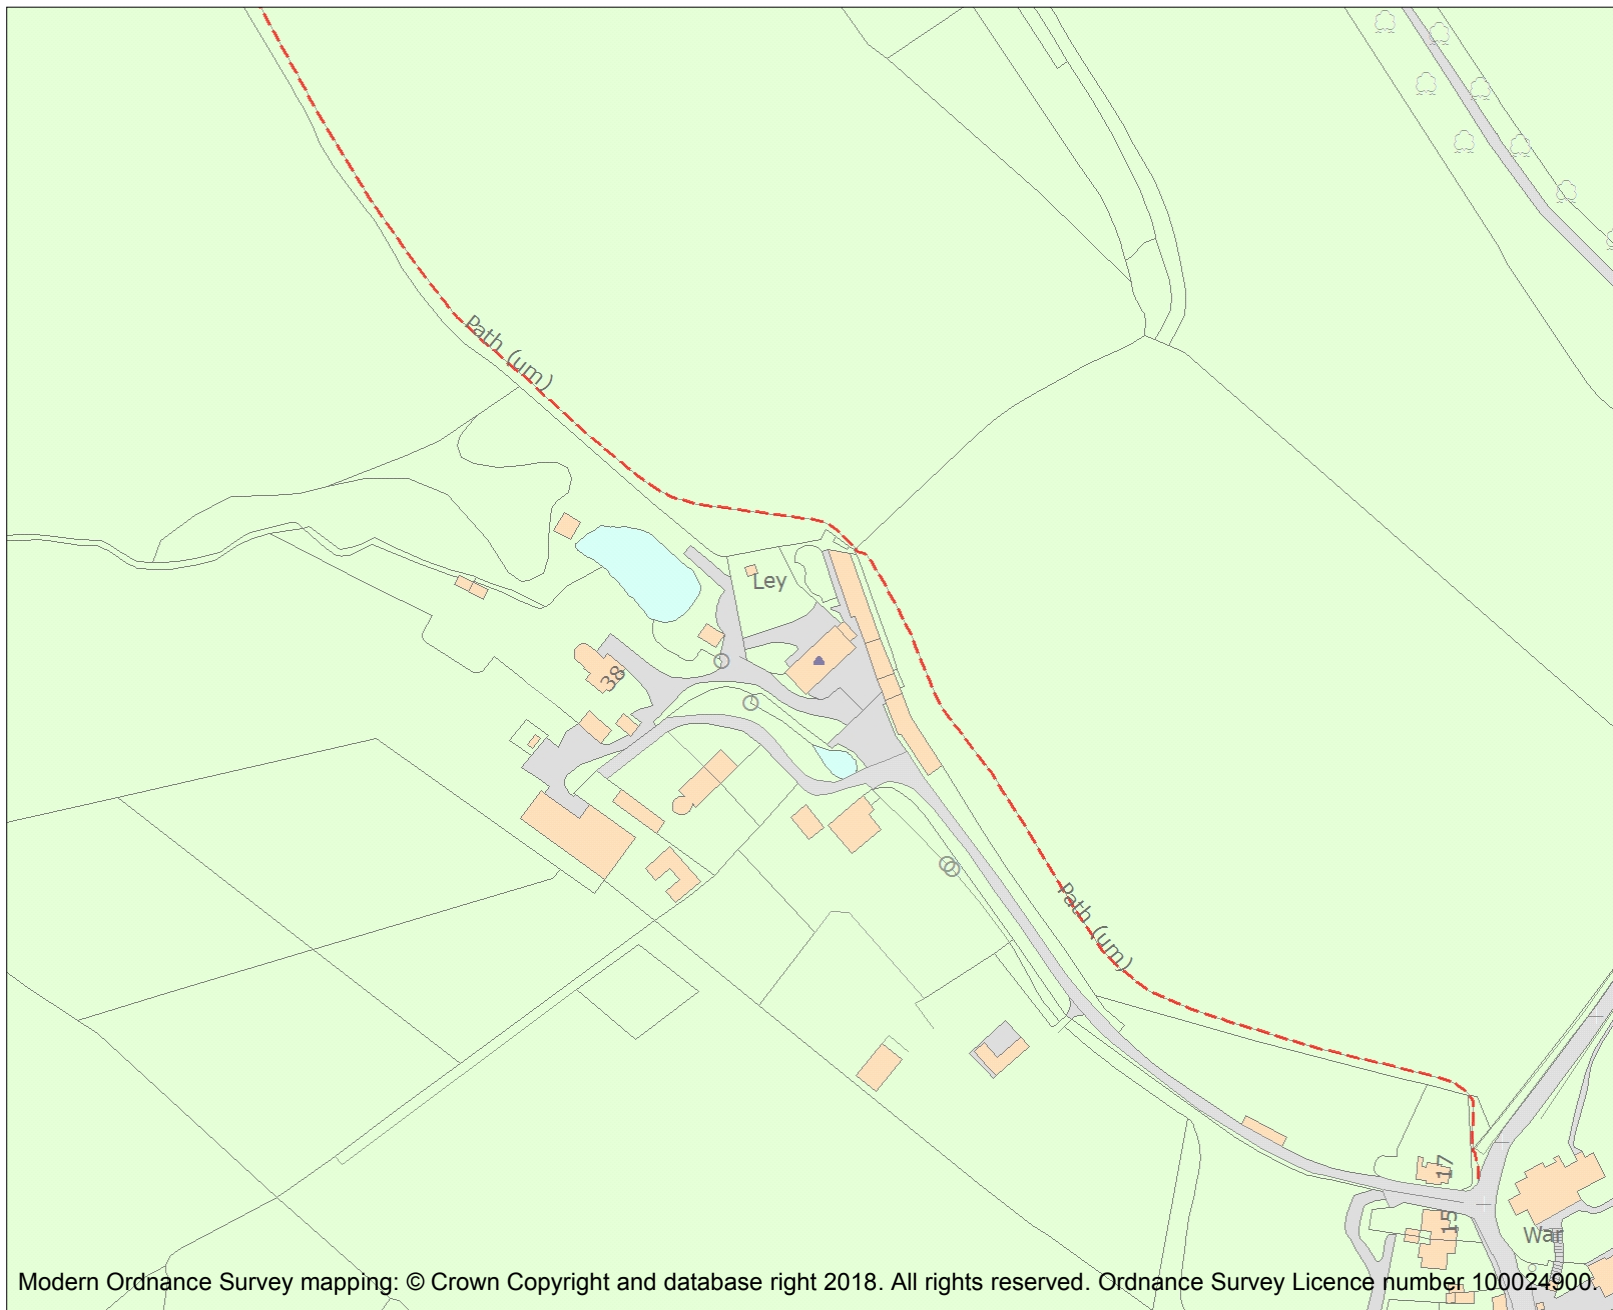 Path (um)
Ley
38
Path (um)
17
15
War
Modern Ordnance Survey mapping: © Crown Copyright and database right 2018. All rights reserved. Ordnance Survey Licence number 100024900.